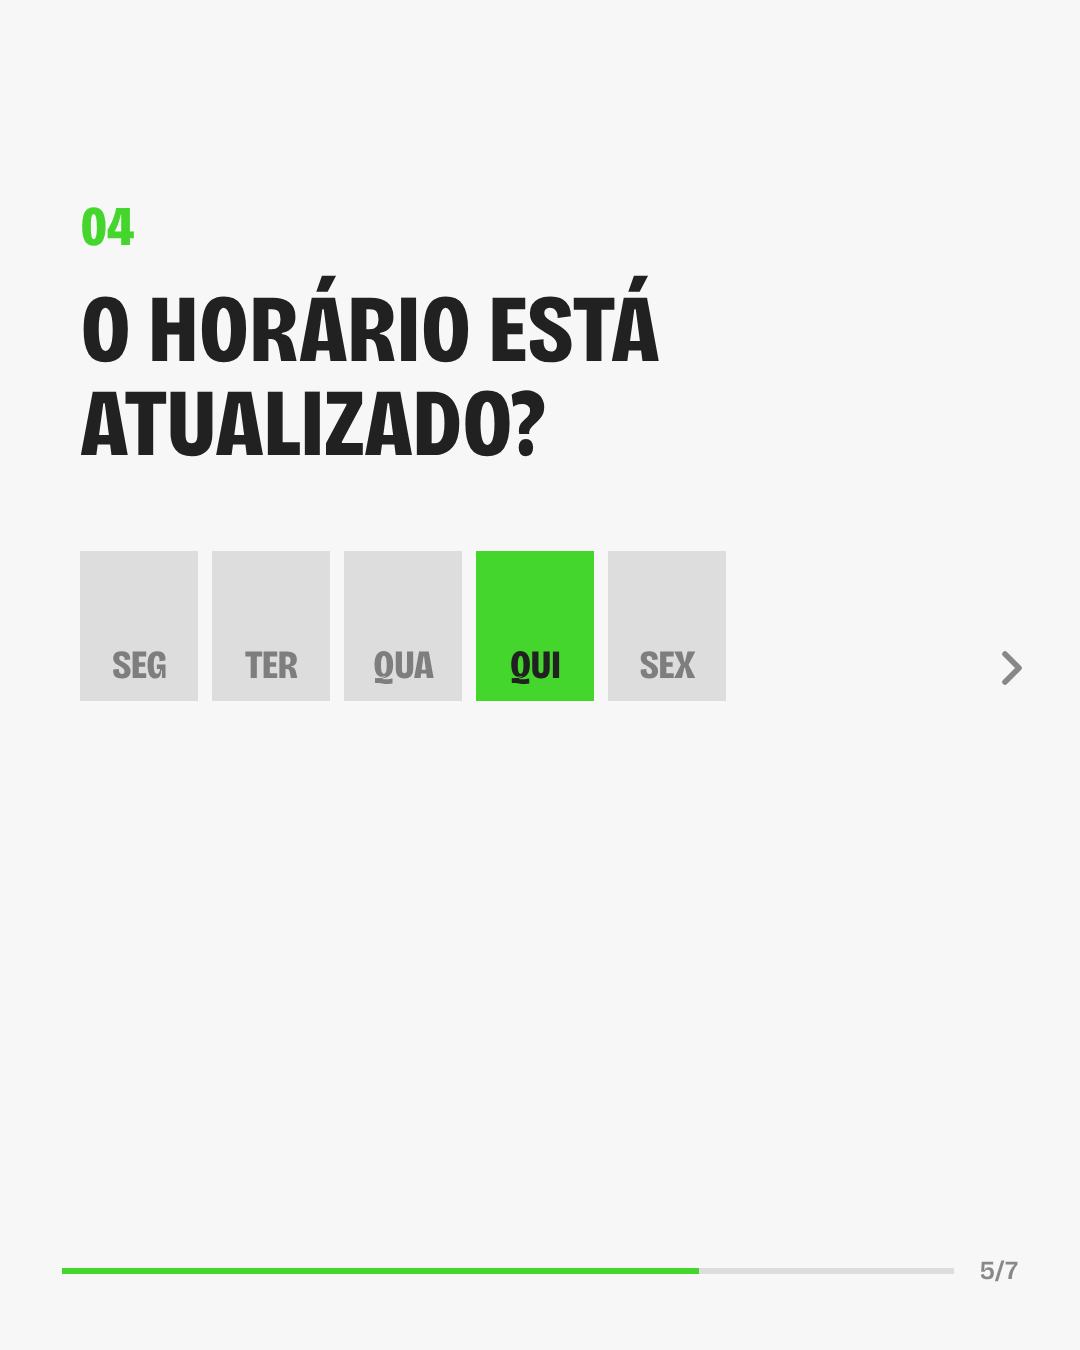 04
O HORÁRIO ESTÁ
ATUALIZADO?
SEG TER QUA QUI SEX
5/7